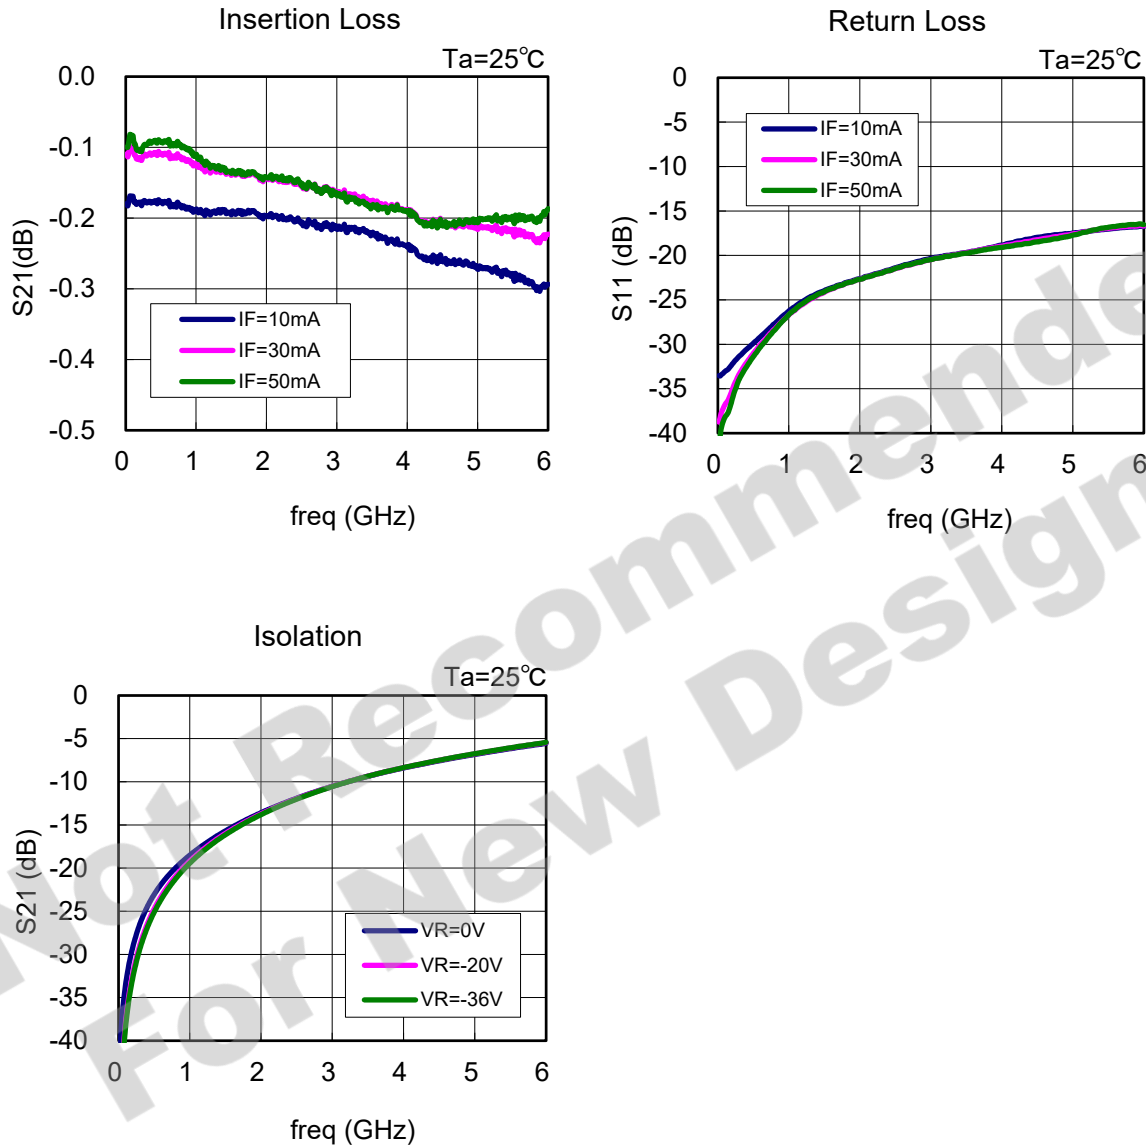 Insertion Loss
Ta=25℃
0.0
-0.1
-0.2
-0.3
-0.4
-0.5
S21(dB)
IF=10mA
IF=30mA
IF=50mA
0 1 2 3 4 5 6
freq (GHz)
Return Loss
Ta=25℃
0
-5
-10
-15
-20
-25
-30
-35
-40
S11 (dB)
IF=10mA
IF=30mA
IF=50mA
0 1 2 3 4 5 6
freq (GHz)
Isolation
Ta=25℃
0
-5
-10
-15
-20
-25
-30
-35
-40
S21 (dB)
VR=0V
VR=-20V
VR=-36V
0 1 2 3 4 5 6
freq (GHz)
Not Recommende
For New Design